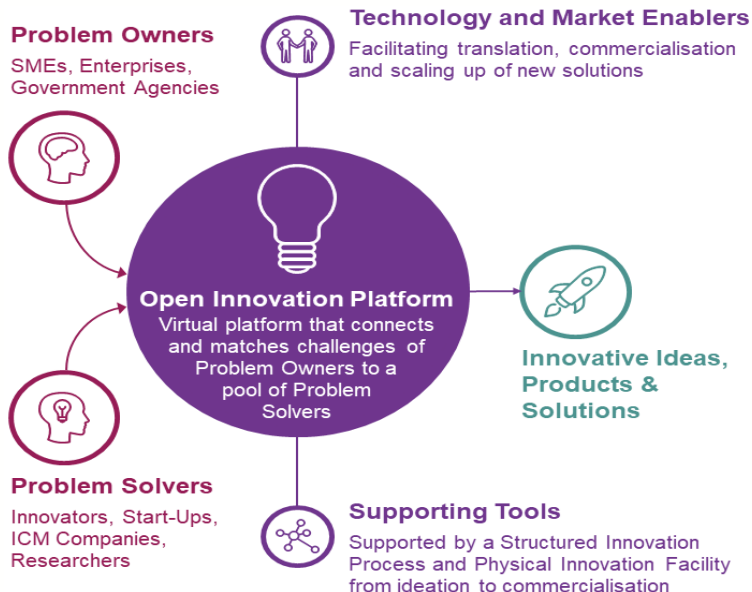 Problem Owners
SMEs, Enterprises,
Government Agencies
Technology and Market Enablers
Facilitating translation, commercialisation
and scaling up of new solutions
Open Innovation Platform
Virtual platform that connects
and matches challenges of
Problem Owners to a
pool of Problem
Solvers
Innovative Ideas,
Products &
Solutions
Problem Solvers
Innovators, Start-Ups,
ICM Companies,
Researchers
Supporting Tools
Supported by a Structured Innovation
Process and Physical Innovation Facility
from ideation to commercialisation